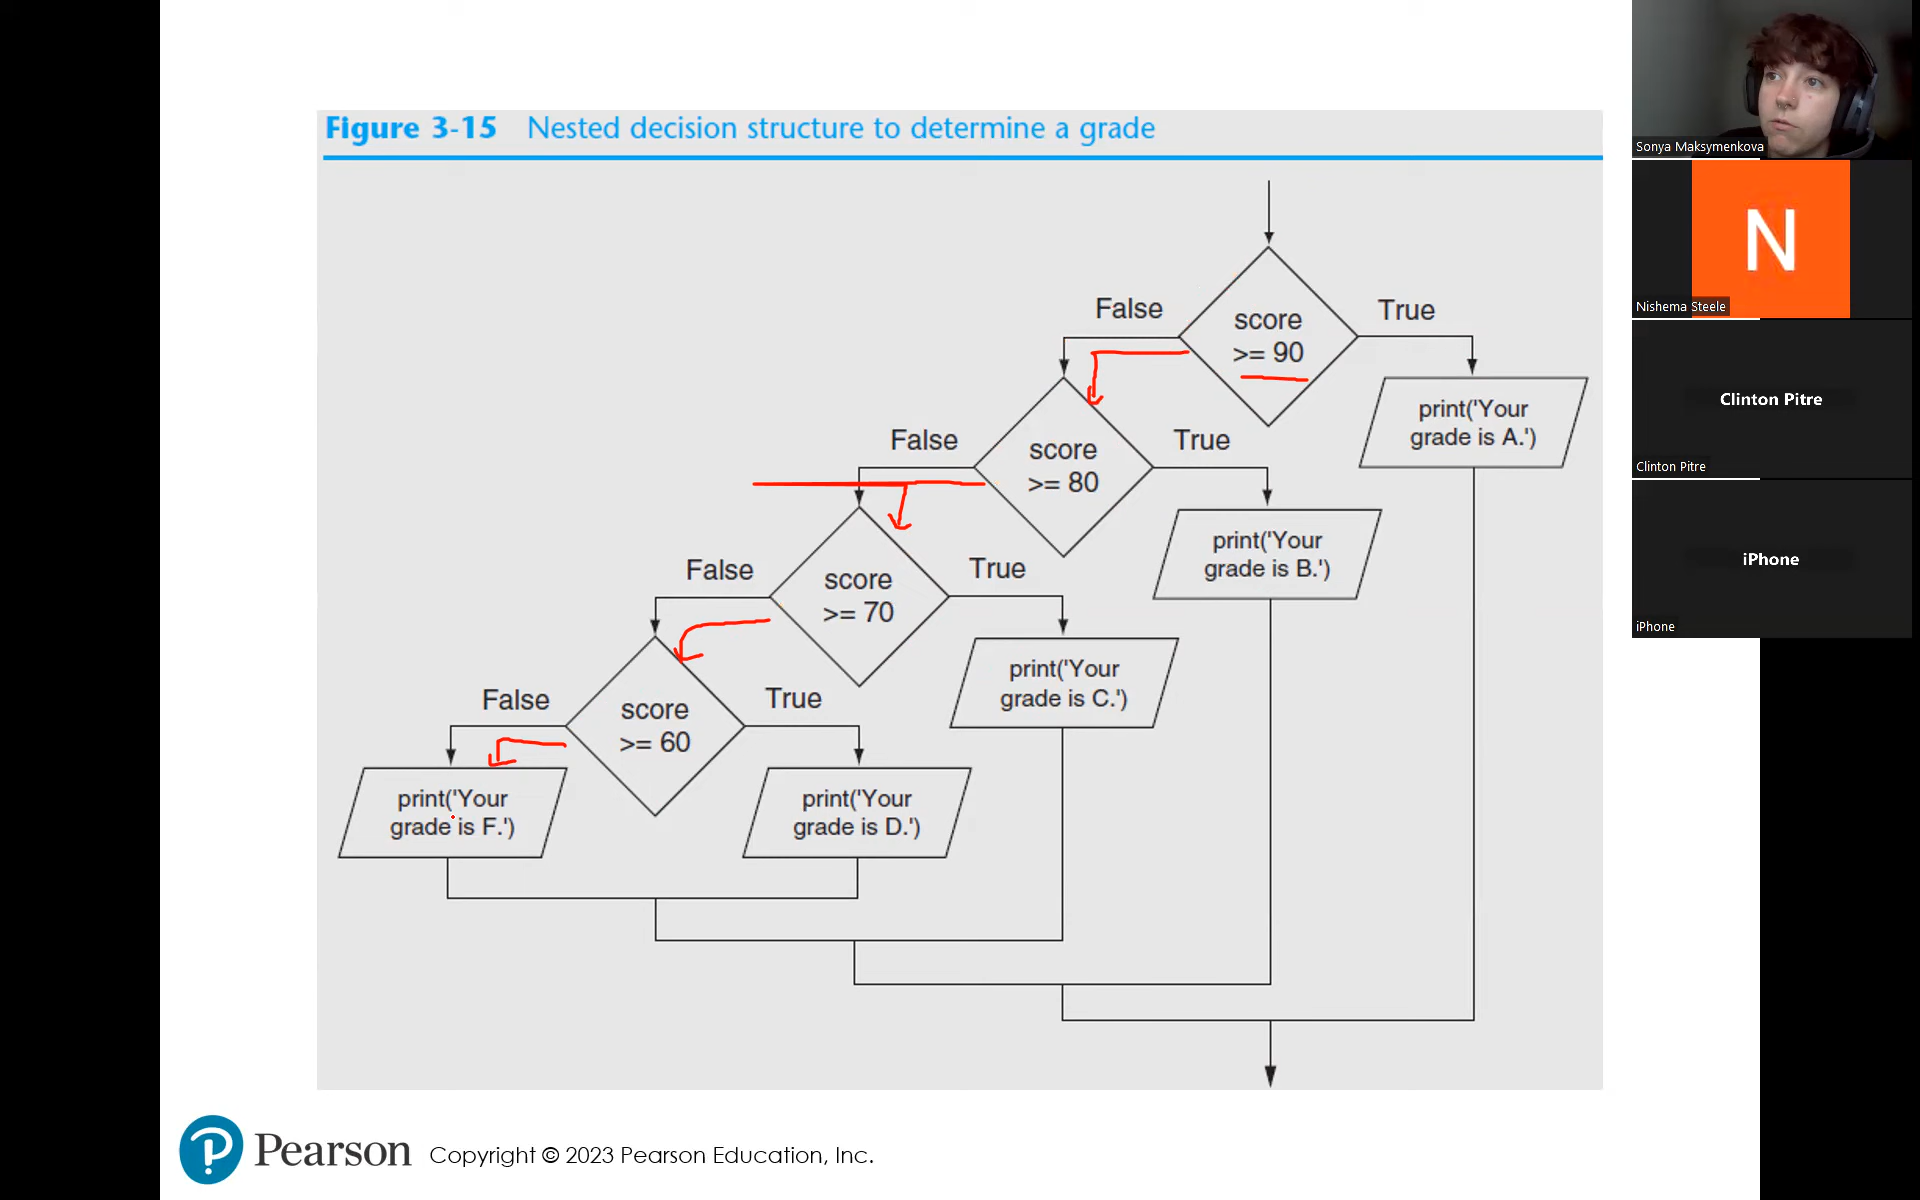 Figure 3-15 Nested decision structure to determine a grade
False
score
>= 90
True
print('Your
grade is A.')
False
score
>= 80
True
print('Your
grade is B.')
False
score
>= 70
True
print('Your
grade is C.')
False
score
>= 60
True
print('Your
grade is F.')
print('Your
grade is D.')
Pearson
Copyright © 2023 Pearson Education, Inc.
Sonya Maksymenkova
N
Nishema Steele
Clinton Pitre
Clinton Pitre
iPhone
iPhone